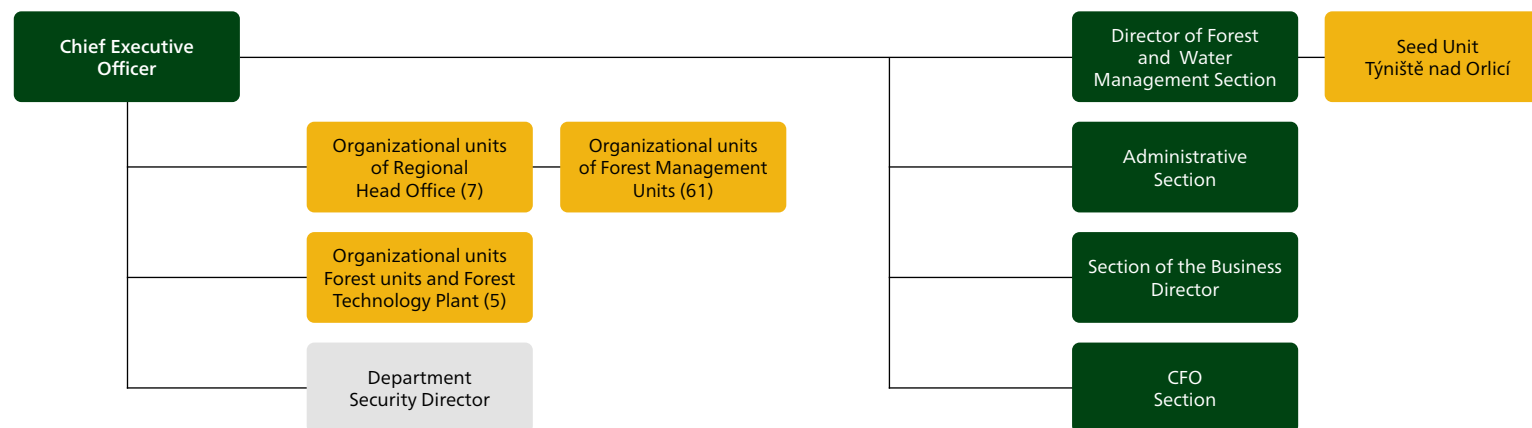 Chief Executive
Officer
Director of Forest
and Water
Management Section
Seed Unit
Týniště nad Orlicí
Organizational units
of Regional
Head Office (7)
Organizational units
of Forest Management
Units (61)
Administrative
Section
Organizational units
Forest units and Forest
Technology Plant (5)
Section of the Business
Director
Department
Security Director
CFO
Section